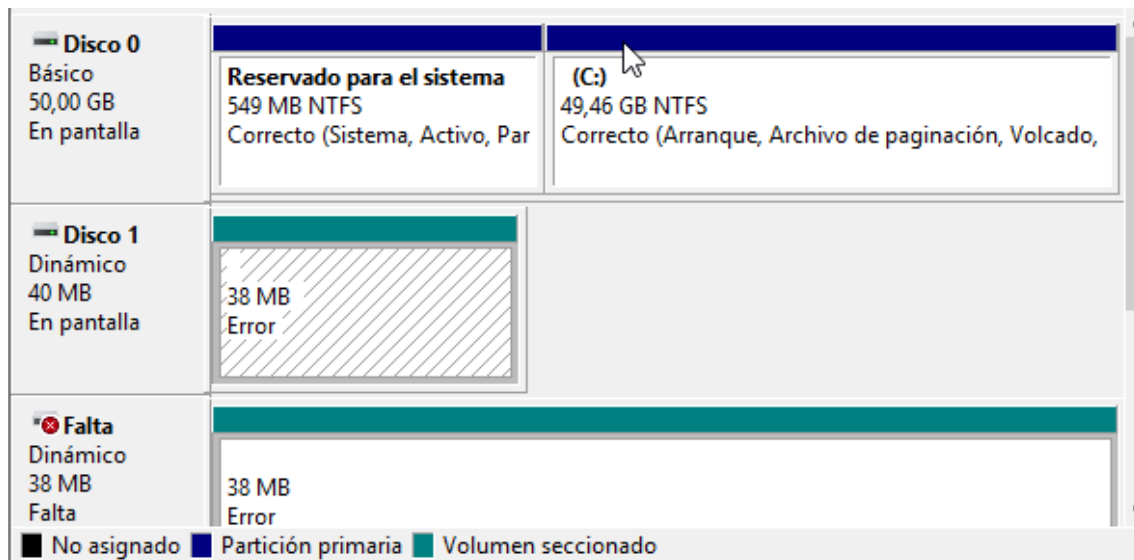 Disco 0
Básico
50,00 GB
En pantalla
Reservado para el sistema
549 MB NTFS
Correcto (Sistema, Activo, Par
(C:)
49,46 GB NTFS
Correcto (Arranque, Archivo de paginación, Volcado,
Disco 1
Dinámico
40 MB
En pantalla
38 MB
Error
Falta
Dinámico
38 MB
Falta
38 MB
Error
No asignado Partición primaria Volumen seccionado